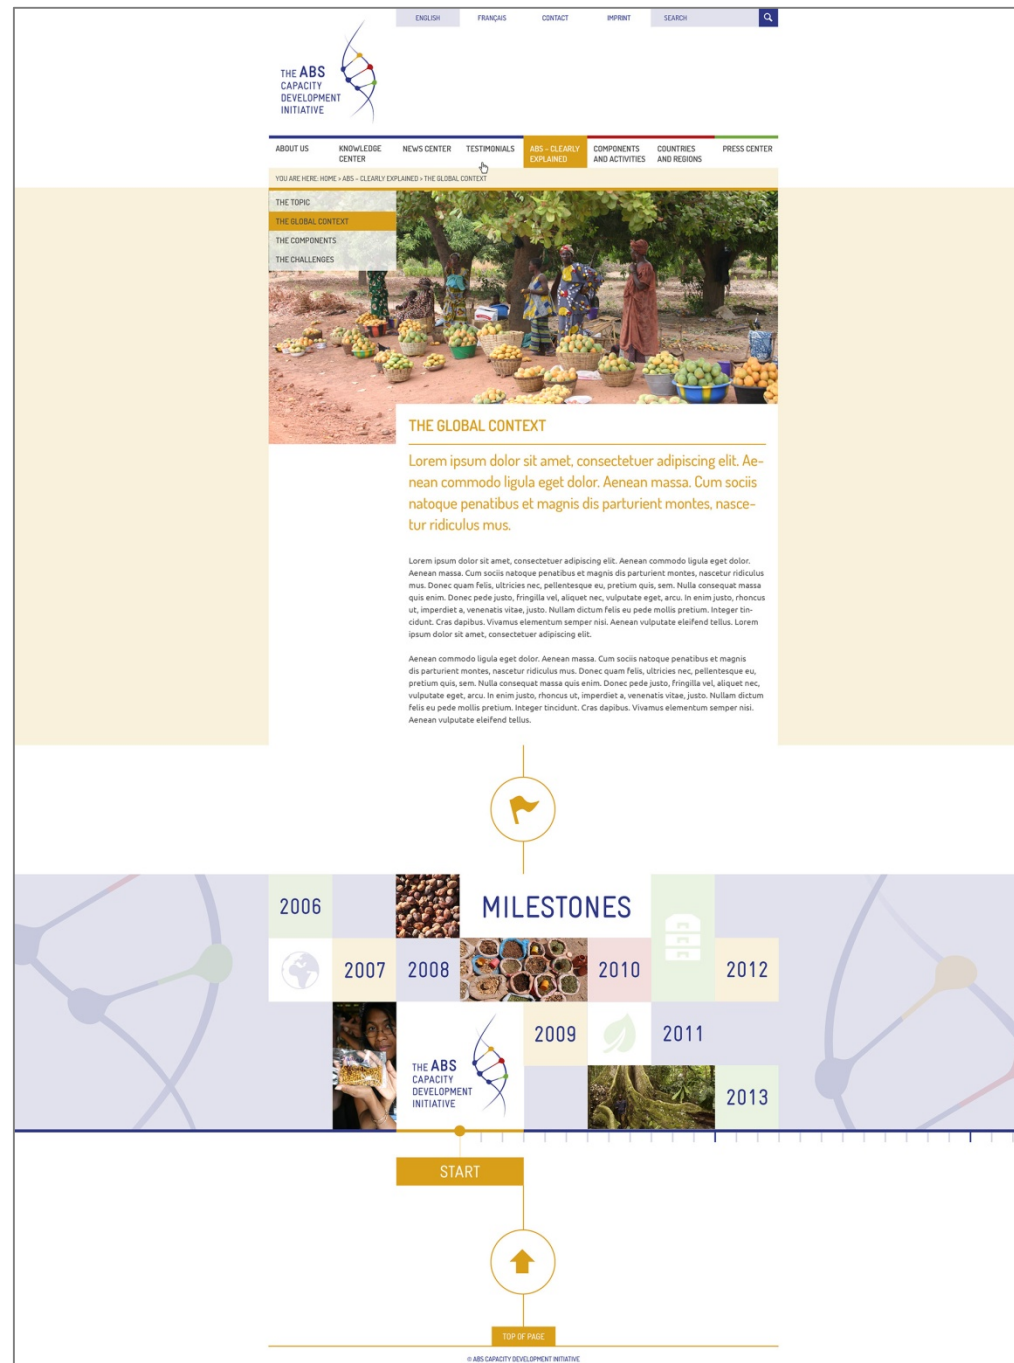 ENGLISH
FRANÇAIS
CONTACT
IMPRINT
SEARCH
THE ABS
CAPACITY
DEVELOPMENT
INITIATIVE
ABOUT US
KNOWLEDGE
CENTER
NEWS CENTER
TESTIMONIALS
ABS – CLEARLY
EXPLAINED
COMPONENTS
AND ACTIVITIES
COUNTRIES
AND REGIONS
PRESS CENTER
YOU ARE HERE: HOME > ABS – CLEARLY EXPLAINED > THE GLOBAL CONTEXT
THE TOPIC
THE GLOBAL CONTEXT
THE COMPONENTS
THE CHALLENGES
THE GLOBAL CONTEXT
Lorem ipsum dolor sit amet, consectetuer adipiscing elit. Ae-
nean commodo ligula eget dolor. Aenean massa. Cum sociis
natoque penatibus et magnis dis parturient montes, nasce-
tur ridiculus mus.
Lorem ipsum dolor sit amet, consectetuer adipiscing elit. Aenean commodo ligula eget dolor.
Aenean massa. Cum sociis natoque penatibus et magnis dis parturient montes, nascetur ridiculus
mus. Donec quam felis, ultricies nec, pellentesque eu, pretium quis, sem. Nulla consequat massa
quis enim. Donec pede justo, fringilla vel, aliquet nec, vulputate eget, arcu. In enim justo, rhoncus
ut, imperdiet a, venenatis vitae, justo. Nullam dictum felis eu pede mollis pretium. Integer tin-
cidunt. Cras dapibus. Vivamus elementum semper nisi. Aenean vulputate eleifend tellus. Lorem
ipsum dolor sit amet, consectetuer adipiscing elit.
Aenean commodo ligula eget dolor. Aenean massa. Cum sociis natoque penatibus et magnis
dis parturient montes, nascetur ridiculus mus. Donec quam felis, ultricies nec, pellentesque eu,
pretium quis, sem. Nulla consequat massa quis enim. Donec pede justo, fringilla vel, aliquet nec,
vulputate eget, arcu. In enim justo, rhoncus ut, imperdiet a, venenatis vitae, justo. Nullam dictum
felis eu pede mollis pretium. Integer tincidunt. Cras dapibus. Vivamus elementum semper nisi.
Aenean vulputate eleifend tellus.
2006
MILESTONES
2007
2008
2010
2012
2009
2011
THE ABS
CAPACITY
DEVELOPMENT
INITIATIVE
2013
START
TOP OF PAGE
© ABS CAPACITY DEVELOPMENT INITIATIVE